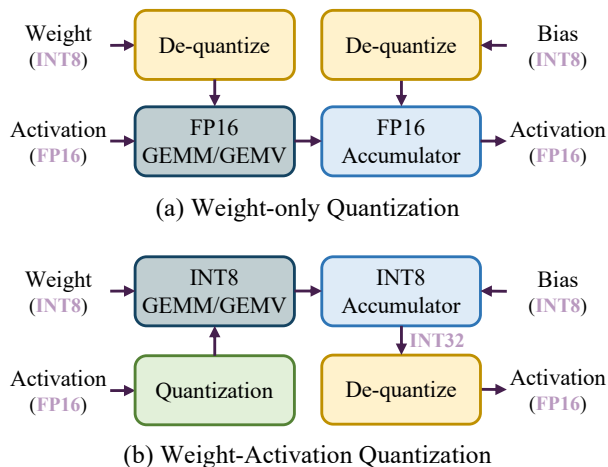 Weight
(INT8)
De-quantize
De-quantize
Bias
(INT8)
Activation
(FP16)
FP16
GEMM/GEMV
FP16
Accumulator
Activation
(FP16)
(a) Weight-only Quantization
Weight
(INT8)
INT8
GEMM/GEMV
INT8
Accumulator
Bias
(INT8)
INT32
Activation
(FP16)
Quantization
De-quantize
Activation
(FP16)
(b) Weight-Activation Quantization